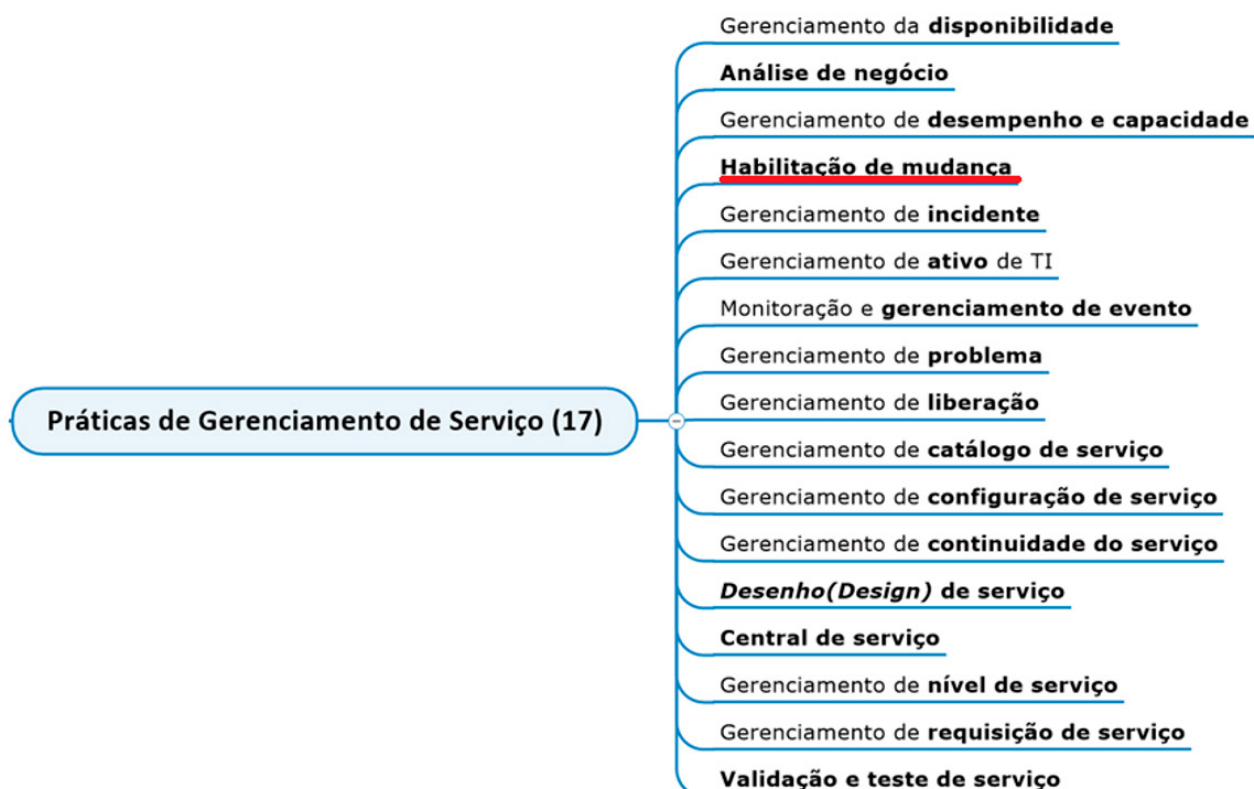 Gerenciamento da disponibilidade
Análise de negócio
Gerenciamento de desempenho e capacidade
Habilitação de mudança
Gerenciamento de incidente
Gerenciamento de ativo de TI
Monitoração e gerenciamento de evento
Gerenciamento de problema
Gerenciamento de liberação
Práticas de Gerenciamento de Serviço (17)
Gerenciamento de catálogo de serviço
Gerenciamento de configuração de serviço
Gerenciamento de continuidade do serviço
Desenho(Design) de serviço
Central de serviço
Gerenciamento de nível de serviço
Gerenciamento de requisição de serviço
Validação e teste de serviço